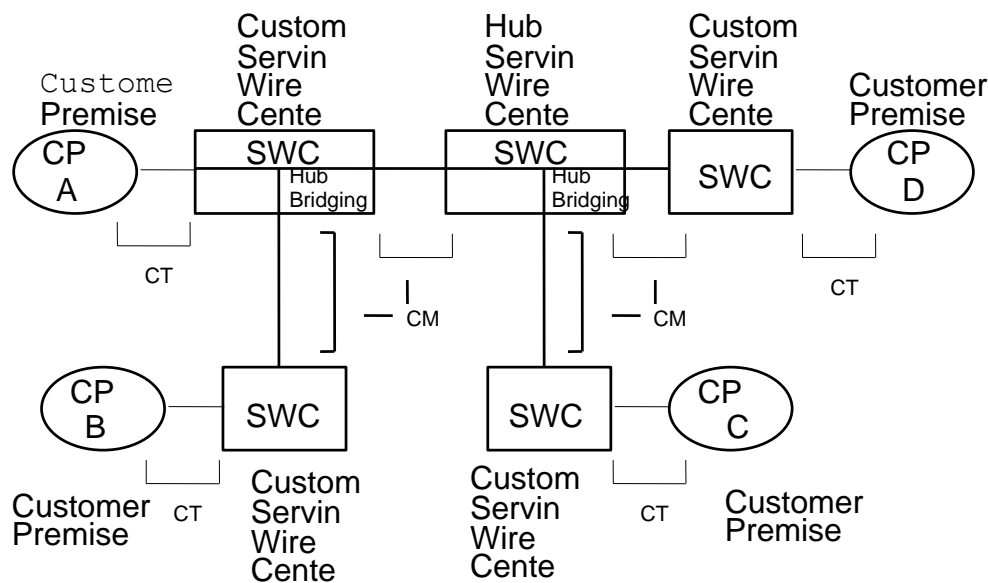 Custom
Servin
Wire
Cente
Hub
Servin
Wire
Cente
Custom
Servin
Wire
Cente
Custome
Premise
Customer
Premise
CP
A
SWC
Hub
Bridging
SWC
Hub
Bridging
SWC
CP
D
CT
CM
CM
CT
CP
B
SWC
SWC
CP
C
CT
CT
Customer
Premise
Custom
Servin
Wire
Cente
Custom
Servin
Wire
Cente
Customer
Premise